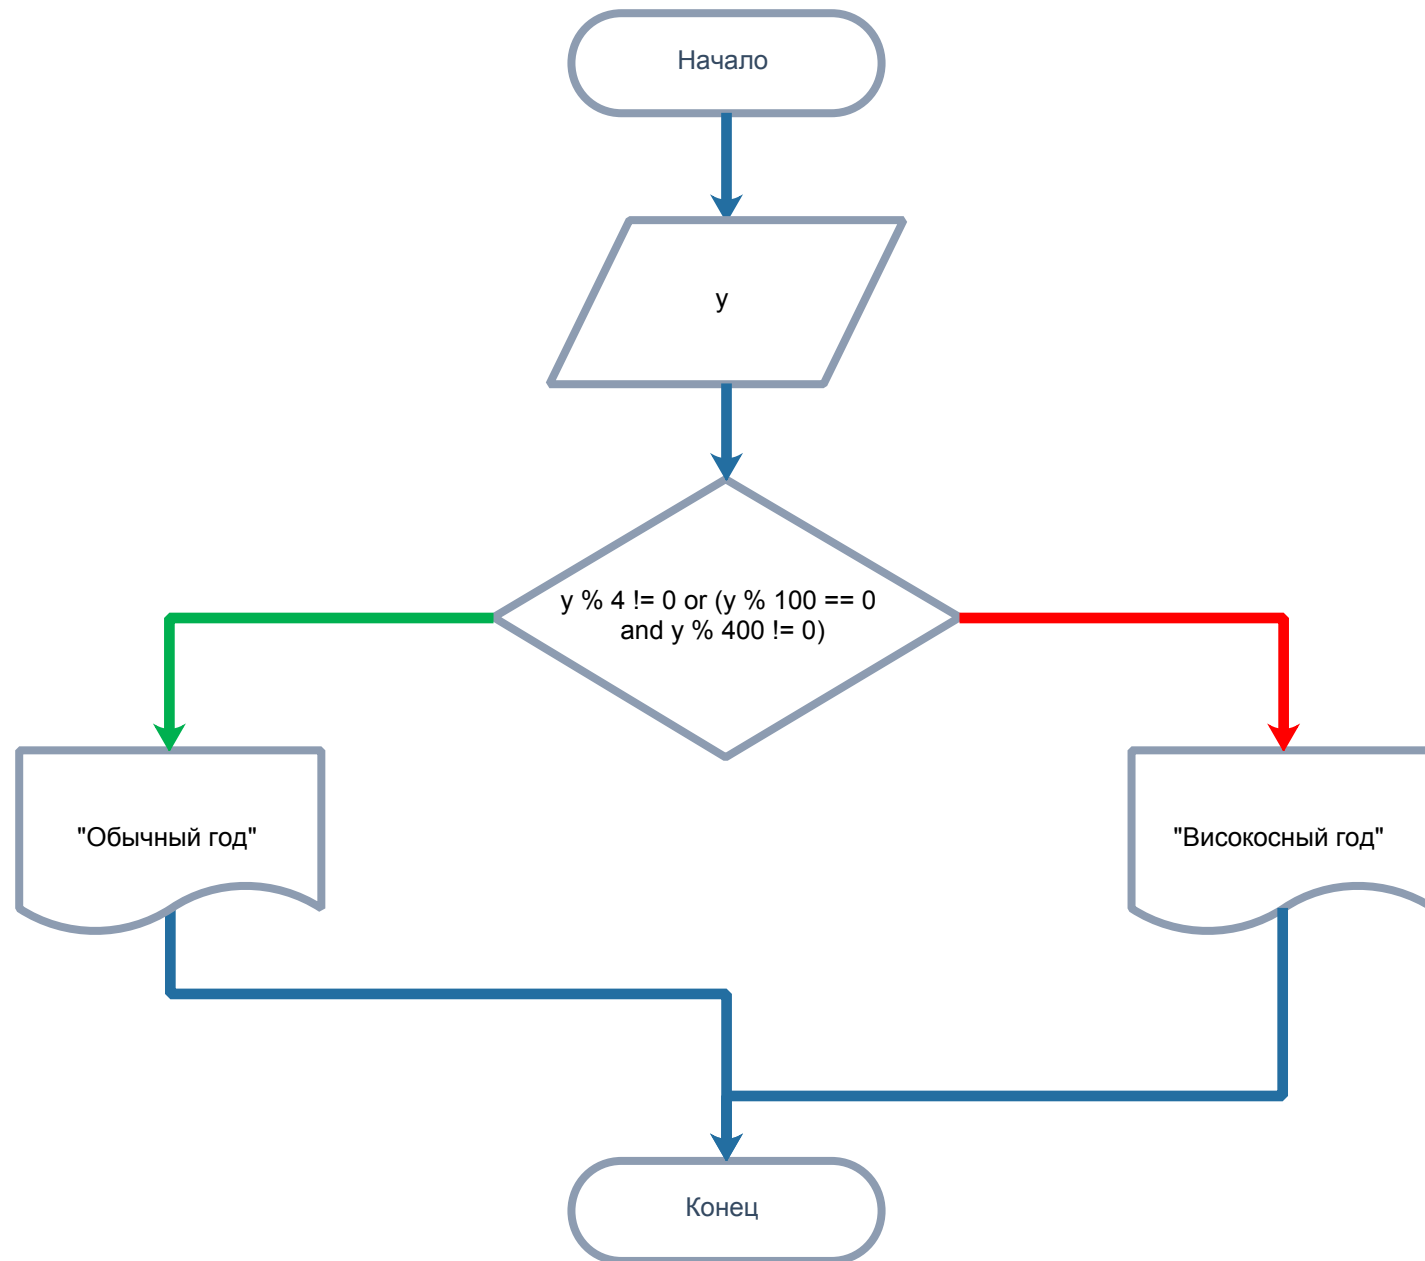 Начало
y
y % 4 != 0 or (y % 100 == 0
and y % 400 != 0)
"Обычный год"
"Високосный год"
Конец